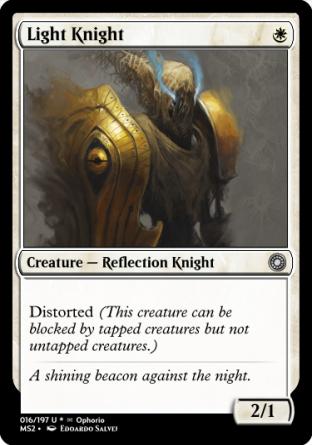 Light Knight
Creature — Reflection Knight
Distorted (This creature can be
blocked by tapped creatures but not
untapped creatures.)
A shining beacon against the night.
2/1
016/197 U * ∞ Ophorio
MS2 • Edoardo Salvej